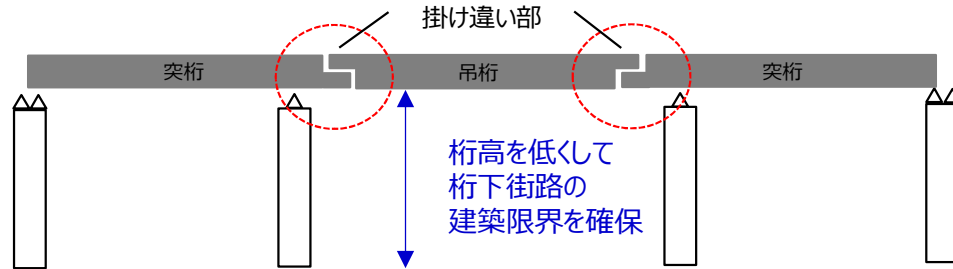 掛け違い部
突桁
吊桁
突桁
桁高を低くして
桁下街路の
建築限界を確保